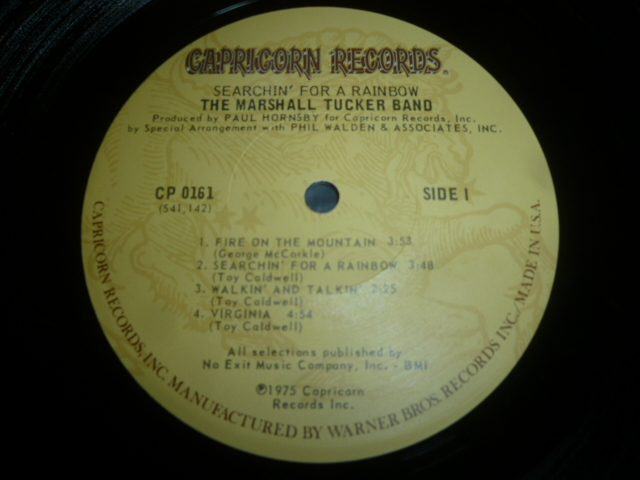 CAPRICORN RECORDS®
SEARCHIN' FOR A RAINBOW
THE MARSHALL TUCKER BAND
Produced by PAUL HORNSBY for Capricorn Records, Inc.
by Special Arrangement with PHIL WALDEN & ASSOCIATES, INC.
CP 0161
(541,142)
SIDE 1
1. FIRE ON THE MOUNTAIN 3:53
(George McCorkle)
2. SEARCHIN' FOR A RAINBOW 3:48
(Toy Caldwell)
3. WALKIN' AND TALKIN' 2:25
(Toy Caldwell)
4. VIRGINIA 4:54
(Toy Caldwell)
All selections published by
No Exit Music Company, Inc. - BMI
℗1975 Capricorn
Records Inc.
CAPRICORN RECORDS, INC. MANUFACTURED BY WARNER BROS. RECORDS INC./MADE IN U.S.A.